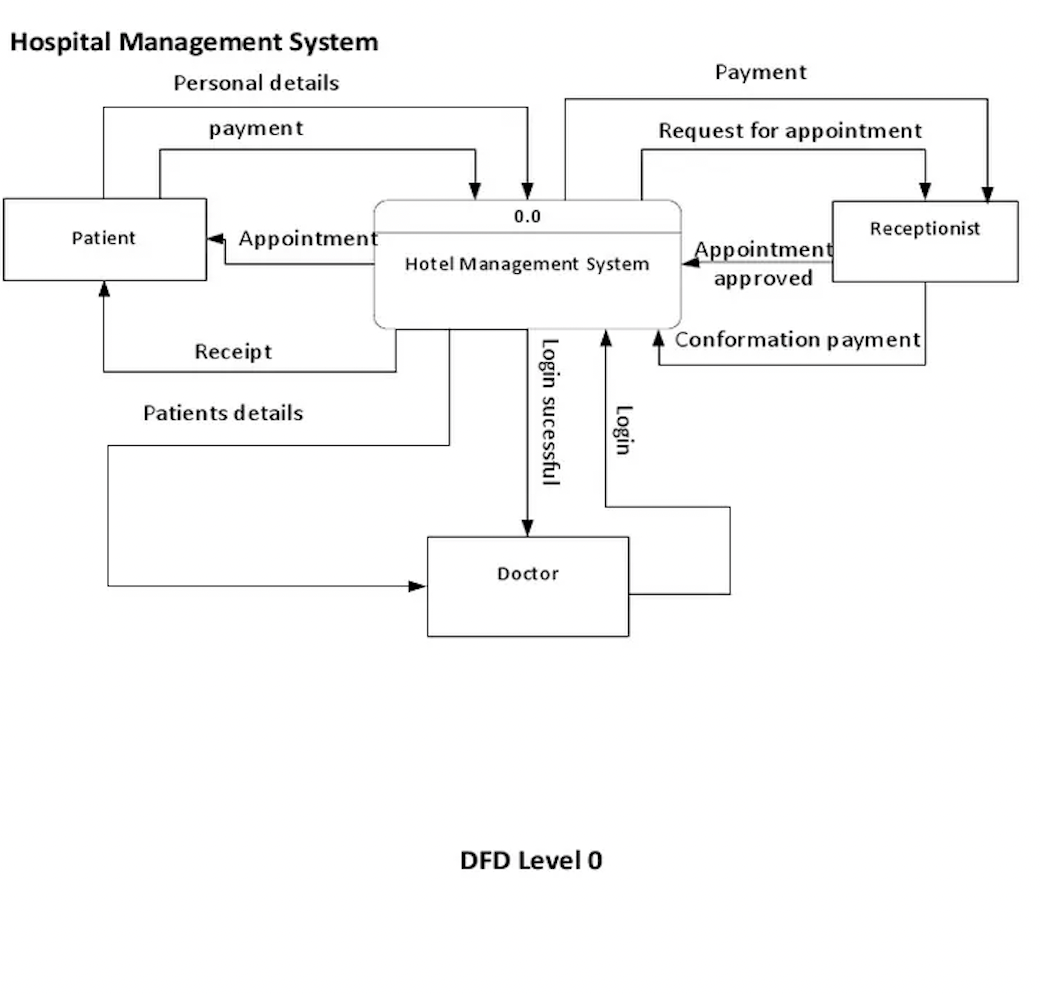 Hospital Management System
Personal details
Payment
payment
Request for appointment
0.0
Patient
Appointment
Hotel Management System
Appointment
approved
Receptionist
Receipt
Conformation payment
Patients details
Login sucessful
Login
Doctor
DFD Level 0